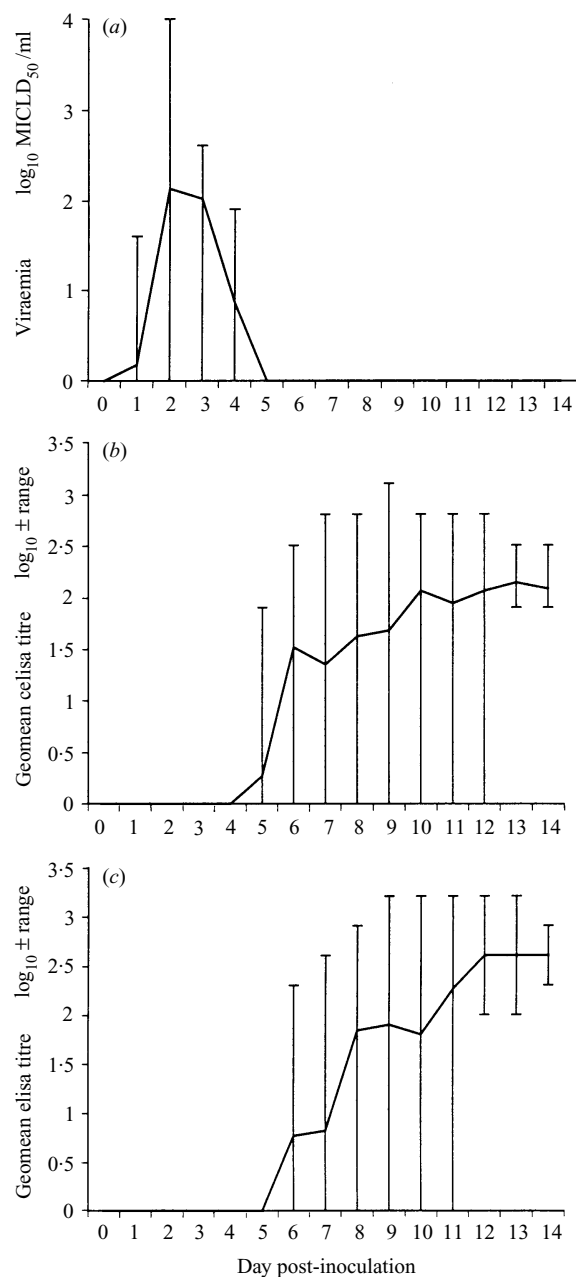 (a)
Viraemia log₁₀ MICLD₅₀/ml
4
3
2
1
0
0 1 2 3 4 5 6 7 8 9 10 11 12 13 14
(b)
Geomean celisa titre log₁₀ ± range
3·5
3
2·5
2
1·5
1
0·5
0
0 1 2 3 4 5 6 7 8 9 10 11 12 13 14
(c)
Geomean elisa titre log₁₀ ± range
3·5
3
2·5
2
1·5
1
0·5
0
0 1 2 3 4 5 6 7 8 9 10 11 12 13 14
Day post-inoculation